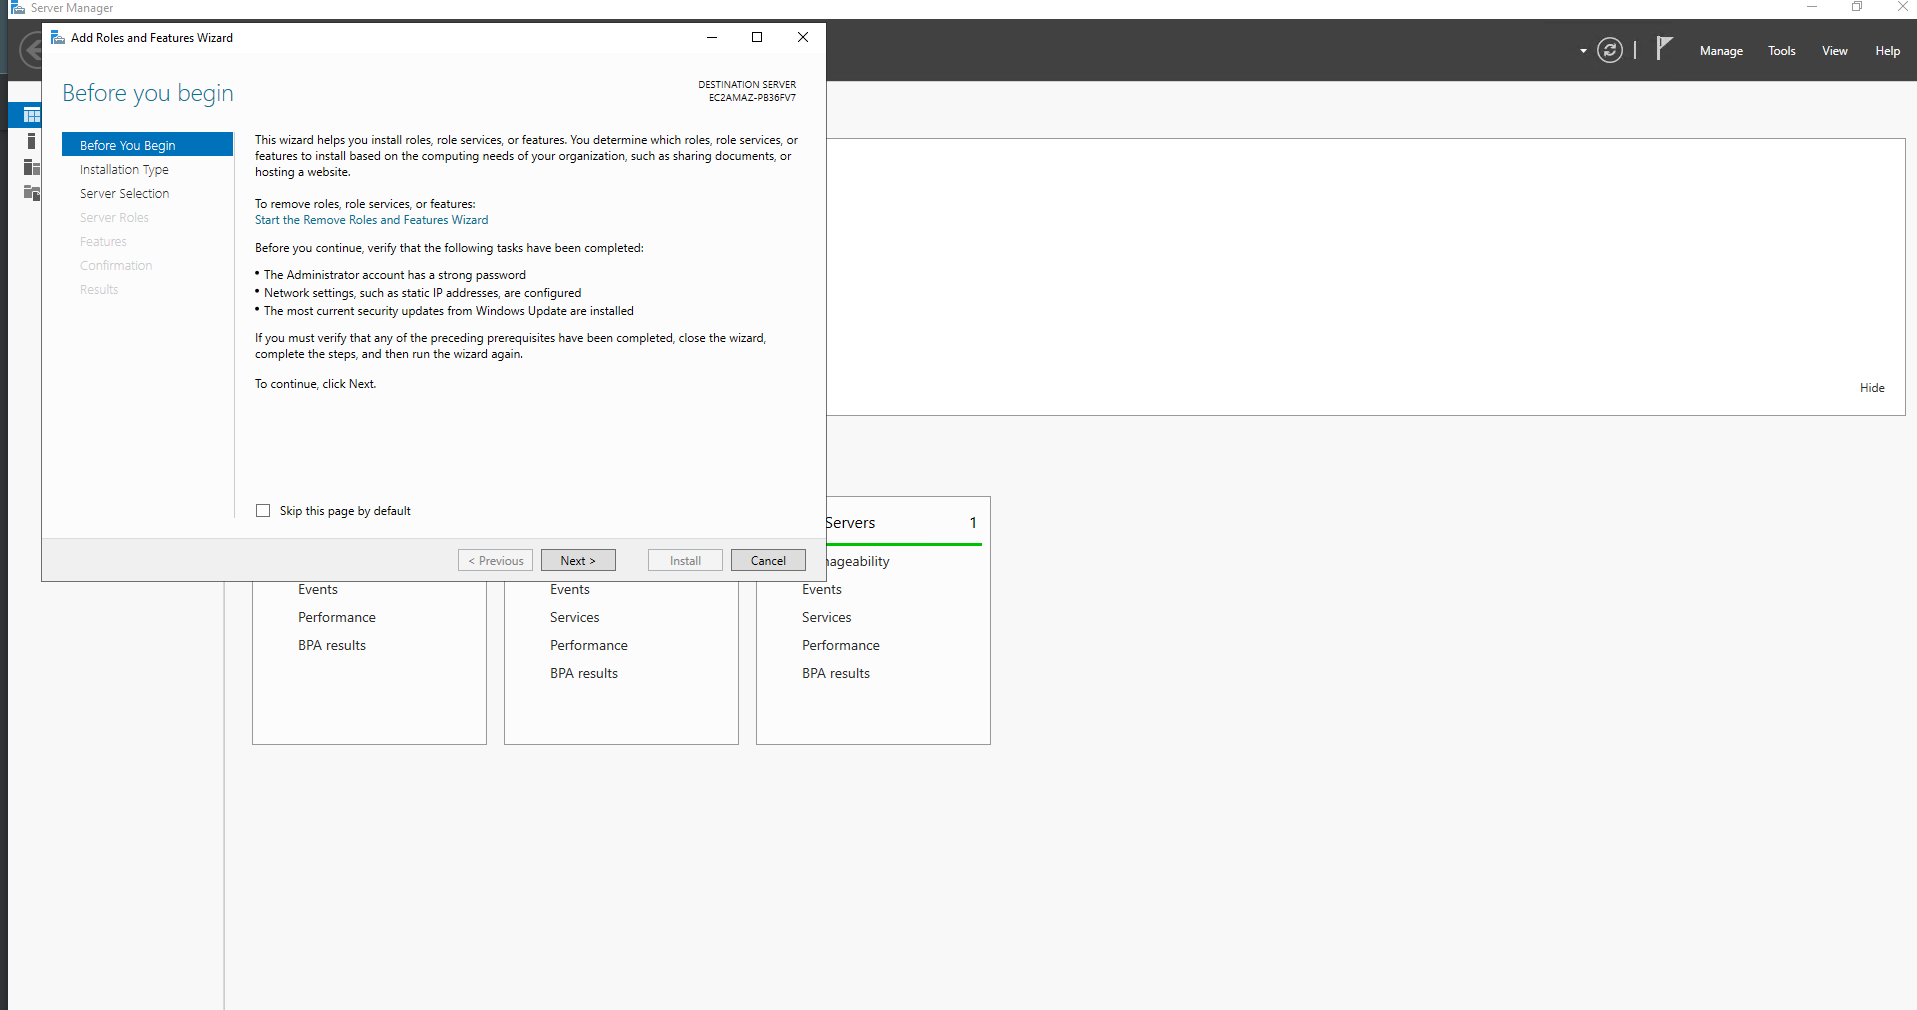 Server Manager
Add Roles and Features Wizard
Manage
Tools
View
Help
Before you begin
DESTINATION SERVER
EC2AMAZ-PB36FV7
Before You Begin
Installation Type
Server Selection
Server Roles
Features
Confirmation
Results
This wizard helps you install roles, role services, or features. You determine which roles, role services, or
features to install based on the computing needs of your organization, such as sharing documents, or
hosting a website.
To remove roles, role services, or features:
Start the Remove Roles and Features Wizard
Before you continue, verify that the following tasks have been completed:
• The Administrator account has a strong password
• Network settings, such as static IP addresses, are configured
• The most current security updates from Windows Update are installed
If you must verify that any of the preceding prerequisites have been completed, close the wizard,
complete the steps, and then run the wizard again.
To continue, click Next.
Skip this page by default
< Previous
Next >
Install
Cancel
Hide
Servers 1
nageability
Events
Services
Performance
BPA results
Events
Performance
BPA results
Events
Services
Performance
BPA results